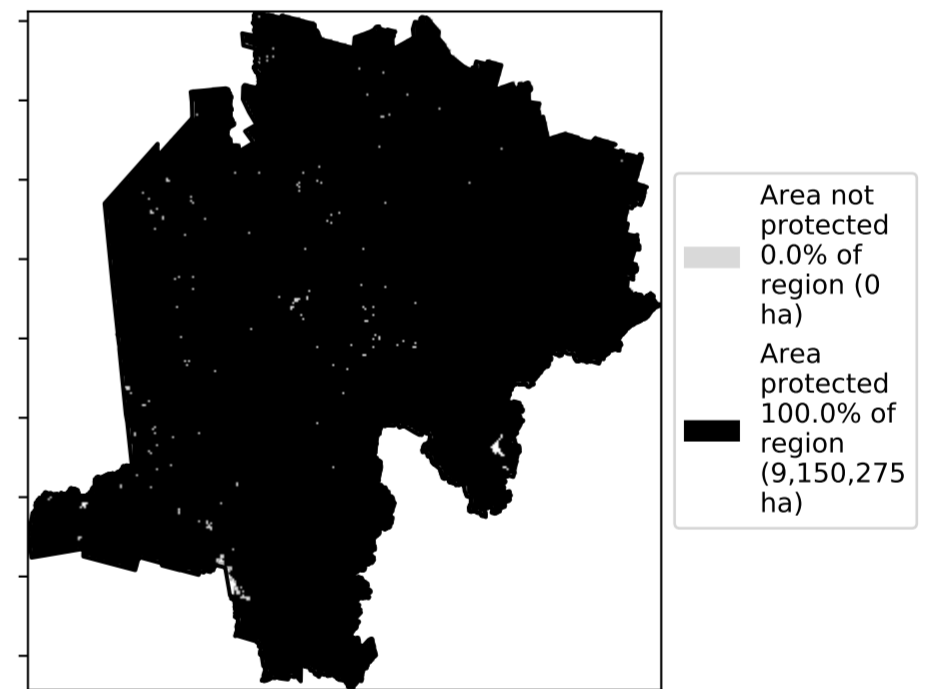 Area not
protected
0.0% of
region (0
ha)
Area
protected
100.0% of
region
(9,150,275
ha)